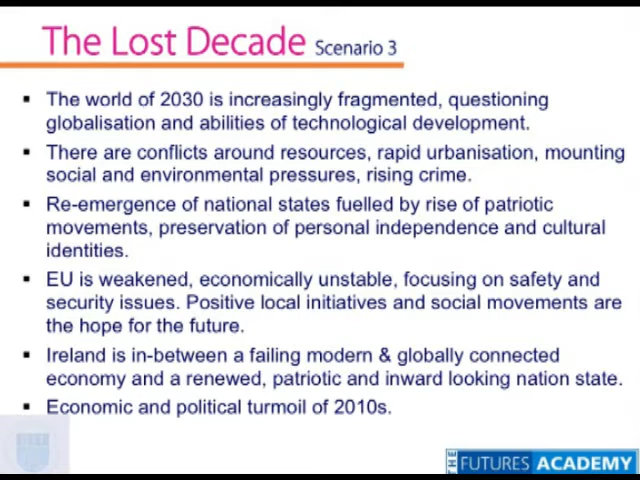 The Lost Decade Scenario 3
▪ The world of 2030 is increasingly fragmented, questioning
globalisation and abilities of technological development.
▪ There are conflicts around resources, rapid urbanisation, mounting
social and environmental pressures, rising crime.
▪ Re-emergence of national states fuelled by rise of patriotic
movements, preservation of personal independence and cultural
identities.
▪ EU is weakened, economically unstable, focusing on safety and
security issues. Positive local initiatives and social movements are
the hope for the future.
▪ Ireland is in-between a failing modern & globally connected
economy and a renewed, patriotic and inward looking nation state.
▪ Economic and political turmoil of 2010s.
THE FUTURES ACADEMY